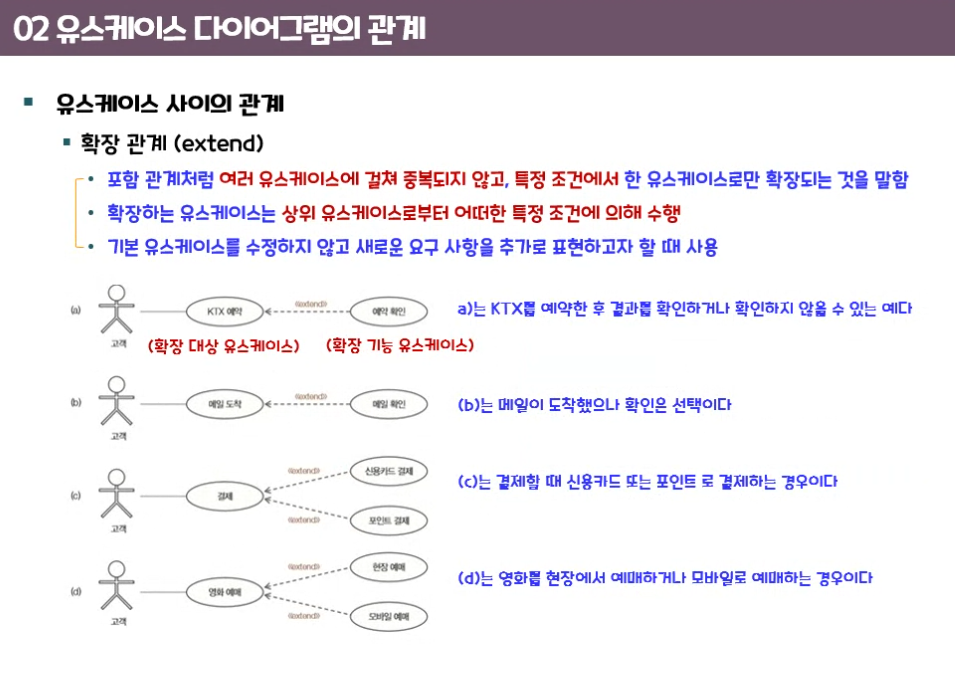 02 유스케이스 다이어그램의 관계
유스케이스 사이의 관계
확장 관계 (extend)
포함 관계처럼 여러 유스케이스에 걸쳐 중복되지 않고, 특정 조건에서 한 유스케이스로만 확장되는 것을 말함
확장하는 유스케이스는 상위 유스케이스로부터 어떠한 특정 조건에 의해 수행
기본 유스케이스를 수정하지 않고 새로운 요구 사항을 추가로 표현하고자 할 때 사용
(a) 고객 KTX 예약 《extend》 예약 확인
a)는 KTX를 예약한 후 결과를 확인하거나 확인하지 않을 수 있는 예다
(확장 대상 유스케이스) (확장 기능 유스케이스)
(b) 고객 메일 도착 《extend》 메일 확인
(b)는 메일이 도착했으나 확인은 선택이다
(c) 고객 결제 《extend》 신용카드 결제
《extend》 포인트 결제
(c)는 결제할 때 신용카드 또는 포인트 로 결제하는 경우이다
(d) 고객 영화 예매 《extend》 현장 예매
《extend》 모바일 예매
(d)는 영화를 현장에서 예매하거나 모바일로 예매하는 경우이다